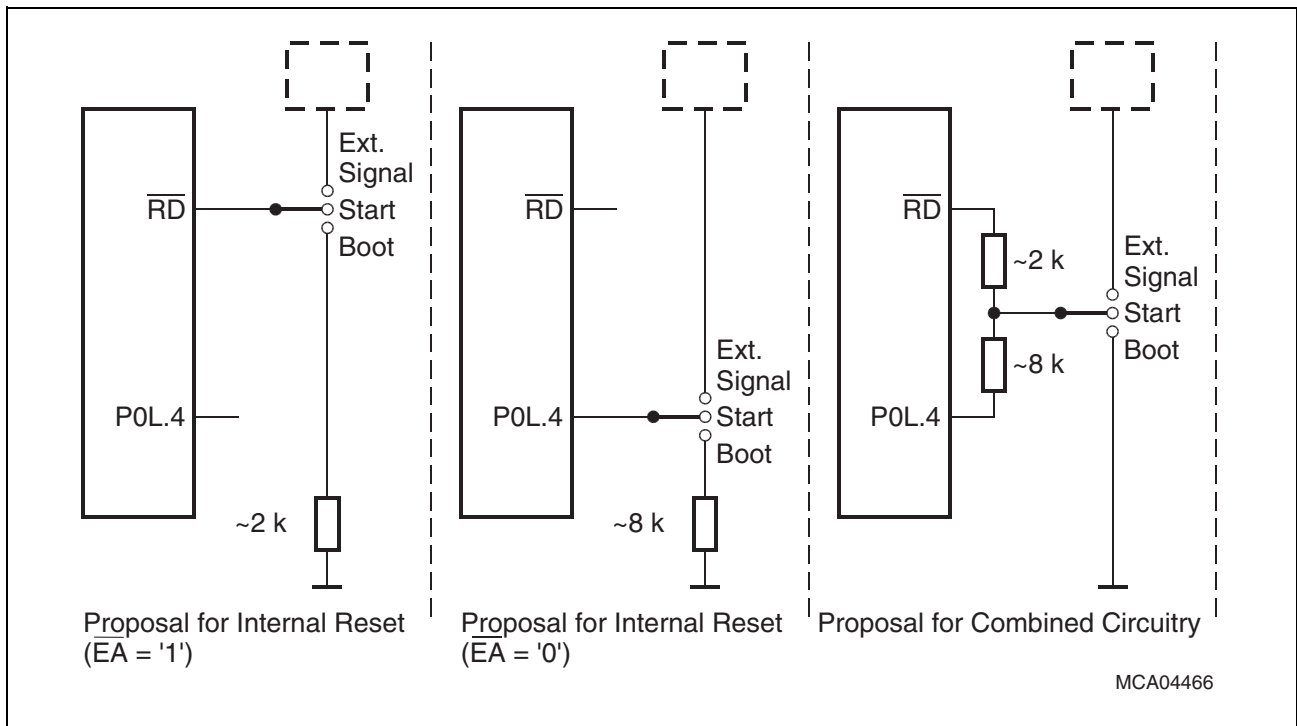 Ext.
Signal
RD
Start
Boot
P0L.4
~2 k
Proposal for Internal Reset
(EA = '1')
RD
Ext.
Signal
P0L.4
Start
Boot
~8 k
Proposal for Internal Reset
(EA = '0')
RD
~2 k
Ext.
Signal
Start
Boot
~8 k
P0L.4
Proposal for Combined Circuitry
MCA04466